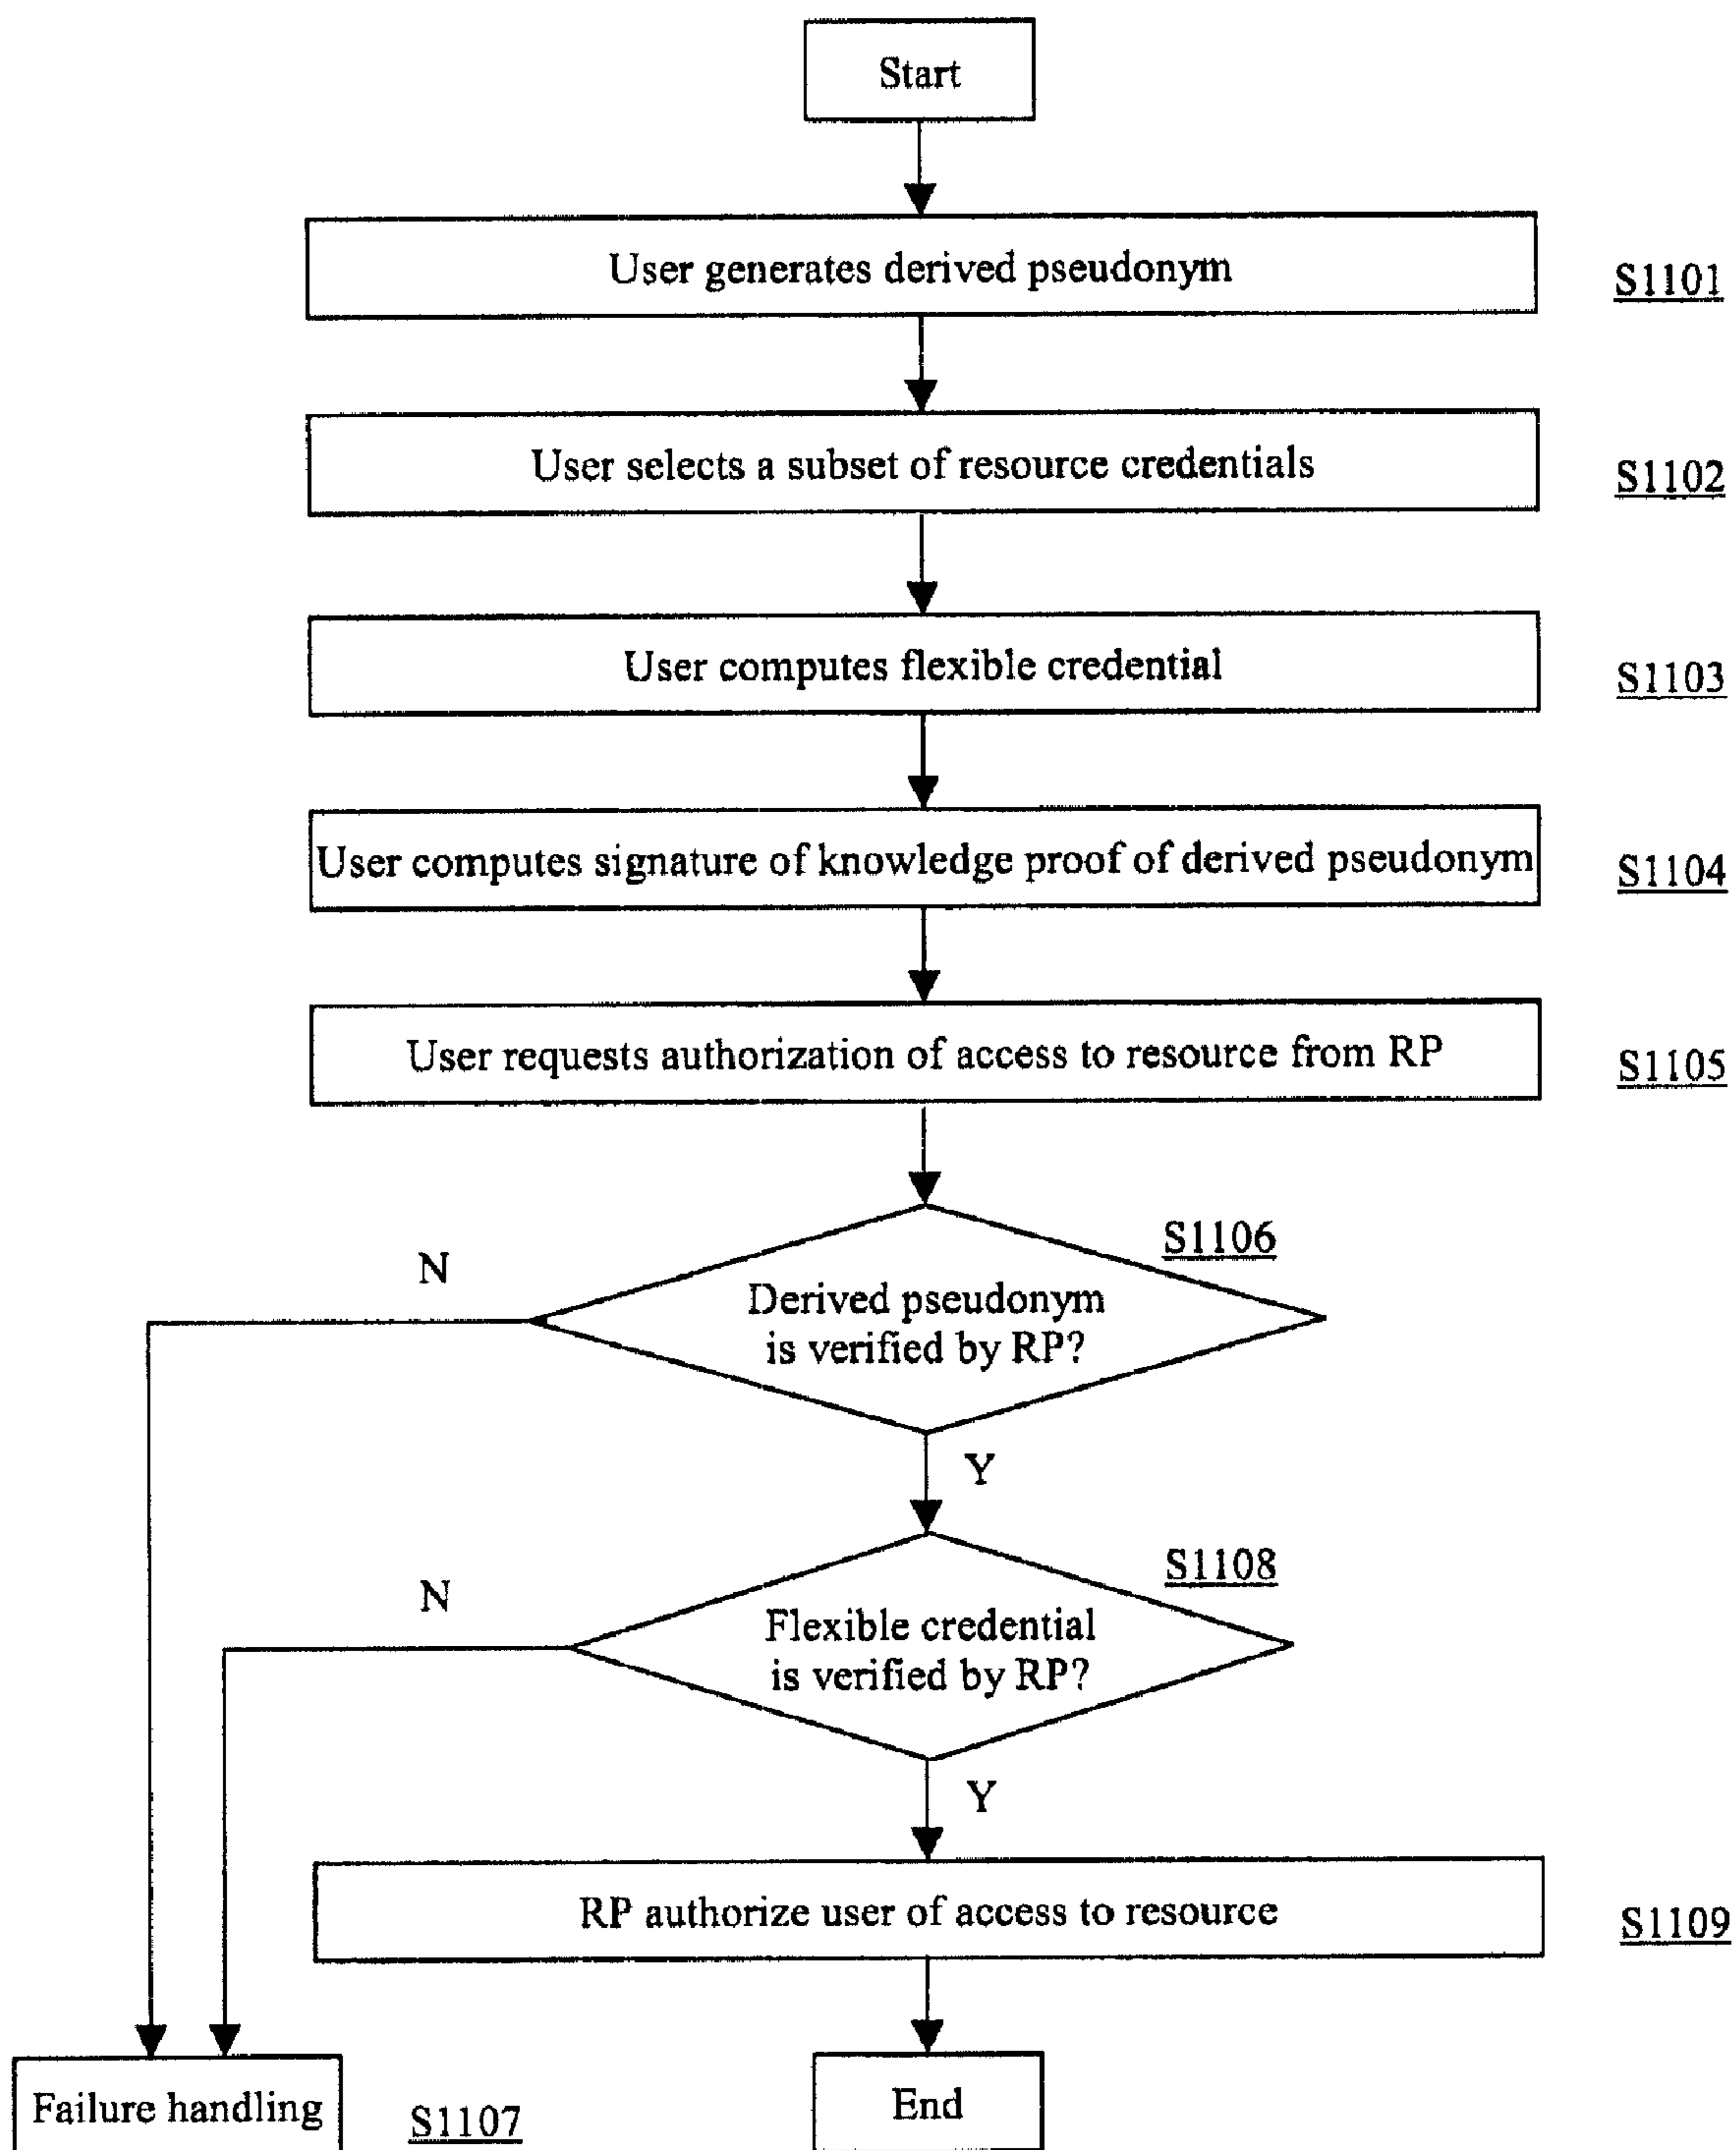 Start
User generates derived pseudonym
S1101
User selects a subset of resource credentials
S1102
User computes flexible credential
S1103
User computes signature of knowledge proof of derived pseudonym
S1104
User requests authorization of access to resource from RP
S1105
S1106
N
Derived pseudonym
is verified by RP?
Y
S1108
N
Flexible credential
is verified by RP?
Y
RP authorize user of access to resource
S1109
Failure handling
S1107
End